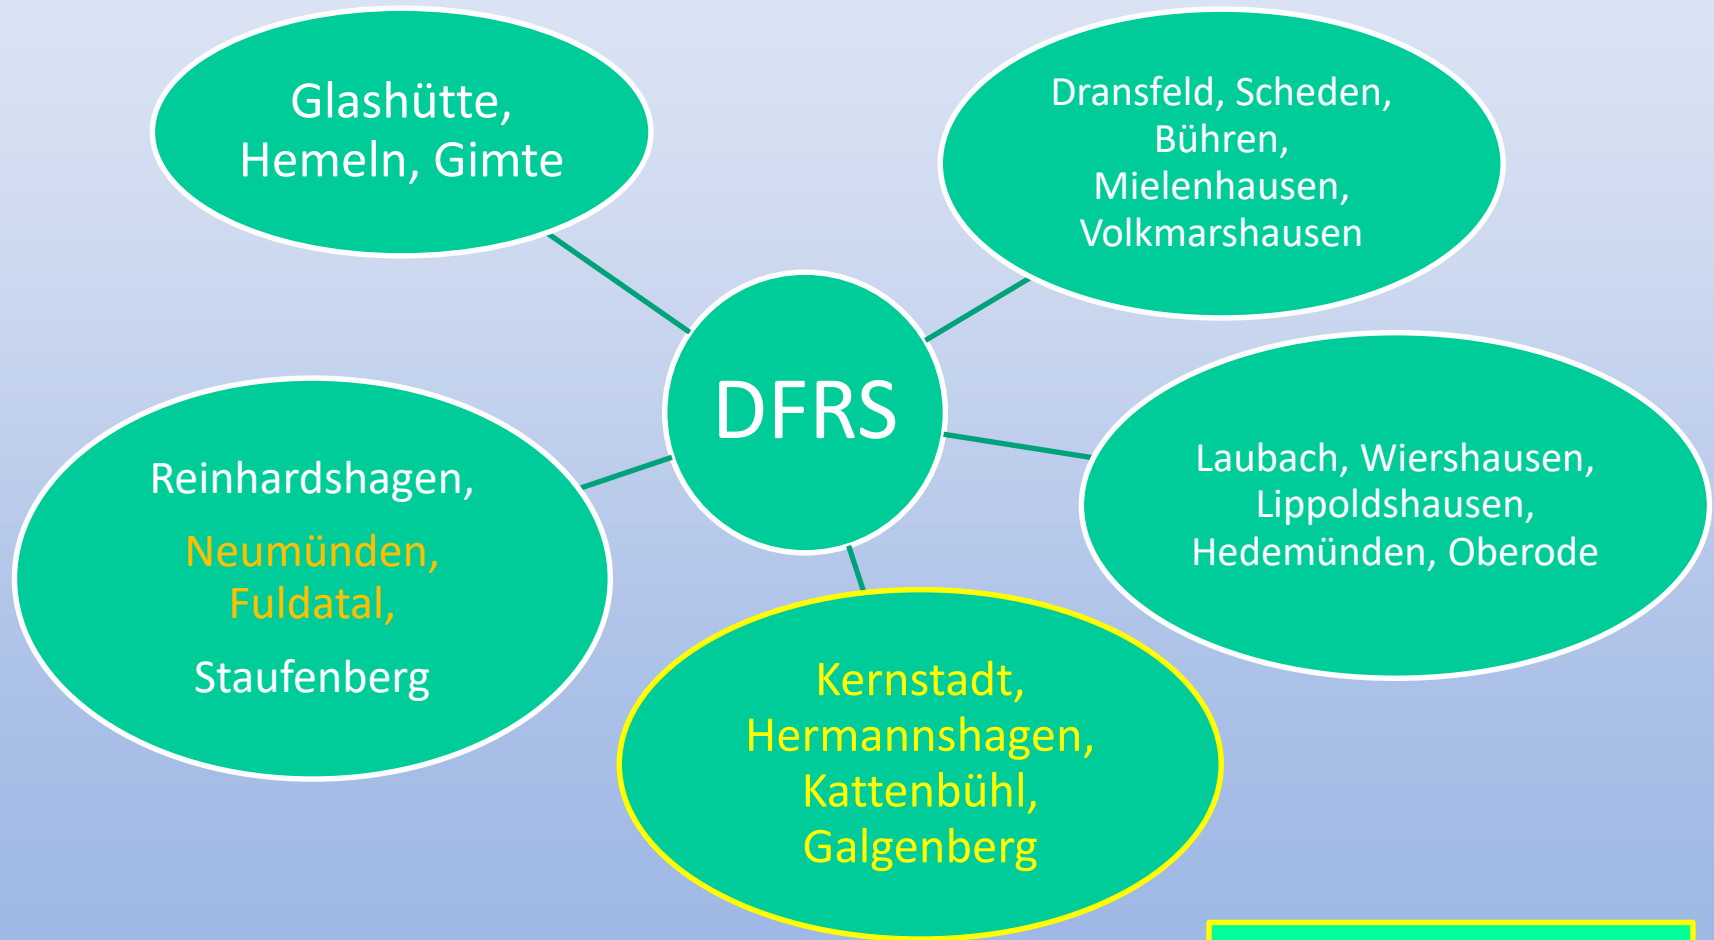 Glashütte,
Hemeln, Gimte
Dransfeld, Scheden,
Bühren,
Mielenhausen,
Volkmarshausen
DFRS
Reinhardshagen,
Neumünden,
Fuldatal,
Staufenberg
Laubach, Wiershausen,
Lippoldshausen,
Hedemünden, Oberode
Kernstadt,
Hermannshagen,
Kattenbühl,
Galgenberg